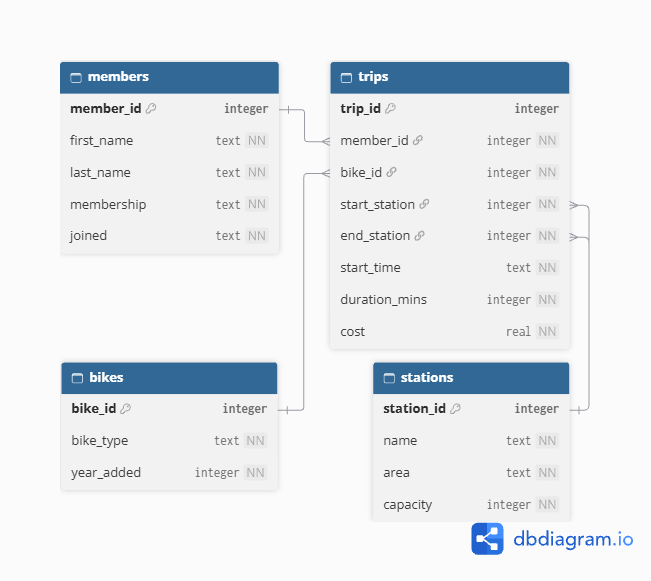 members
member_id integer
first_name text NN
last_name text NN
membership text NN
joined text NN
trips
trip_id integer
member_id integer NN
bike_id integer NN
start_station integer NN
end_station integer NN
start_time text NN
duration_mins integer NN
cost real NN
bikes
bike_id integer
bike_type text NN
year_added integer NN
stations
station_id integer
name text NN
area text NN
capacity integer NN
dbdiagram.io